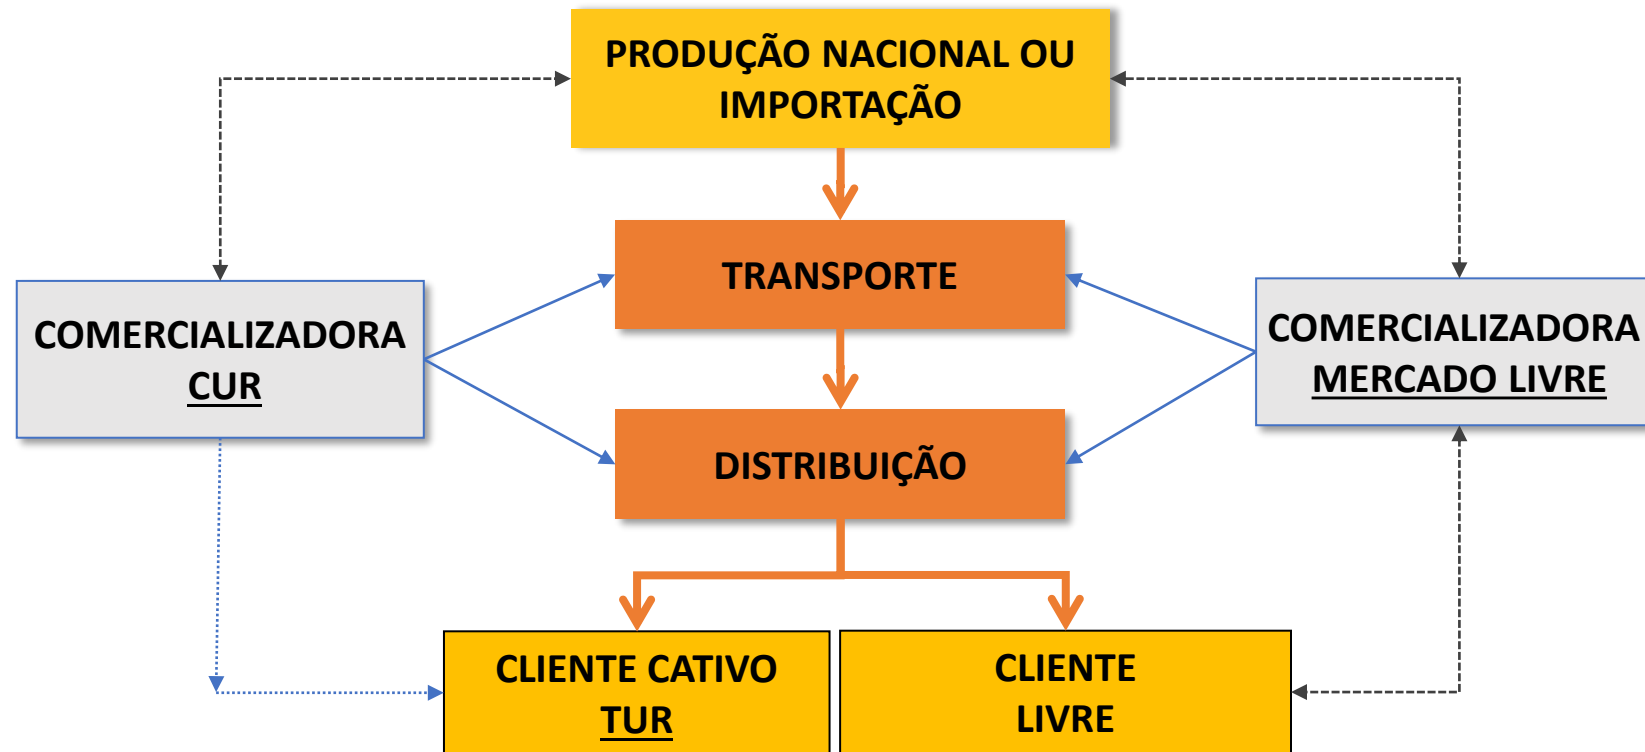 PRODUÇÃO NACIONAL OU
IMPORTAÇÃO
TRANSPORTE
COMERCIALIZADORA
CUR
COMERCIALIZADORA
MERCADO LIVRE
DISTRIBUIÇÃO
CLIENTE CATIVO
TUR
CLIENTE
LIVRE